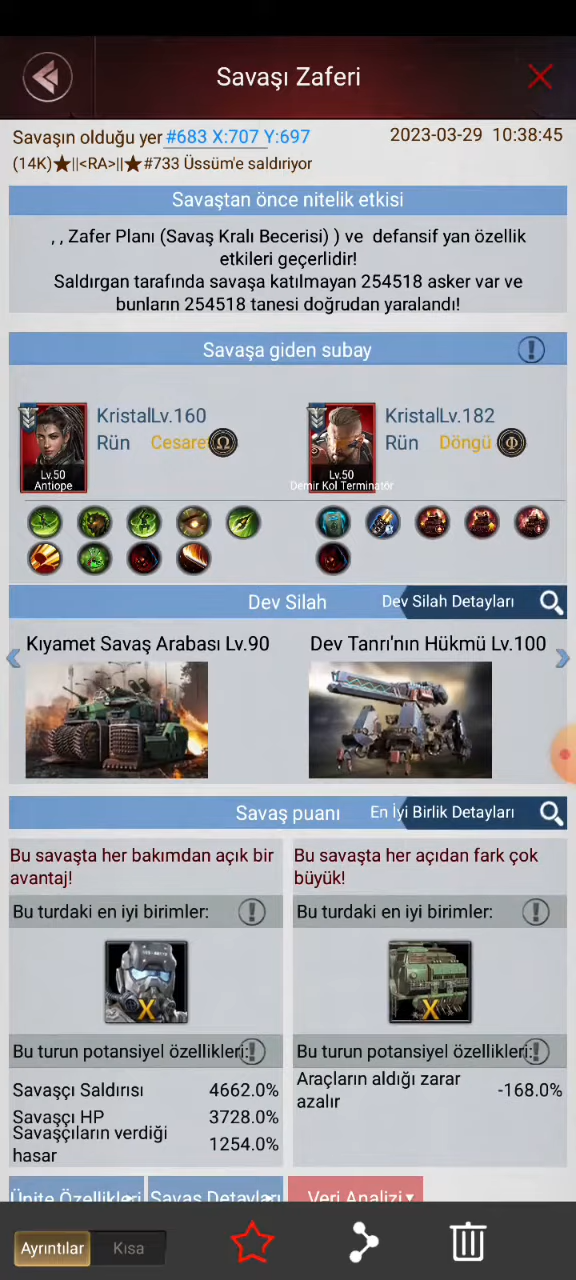 Savaşı Zaferi
Savaşın olduğu yer #683 X:707 Y:697
2023-03-29 10:38:45
(14K)★||<RA>||★#733 Üssüm'e saldırıyor
Savaştan önce nitelik etkisi
, , Zafer Planı (Savaş Kralı Becerisi) ) ve defansif yan özellik
etkileri geçerlidir!
Saldırgan tarafında savaşa katılmayan 254518 asker var ve
bunların 254518 tanesi doğrudan yaralandı!
Savaşa giden subay
KristalLv.160
Rün Cesare
Lv.50
Antiope
KristalLv.182
Rün Döngü
Lv.50
Demir Kol Terminatör
Dev Silah
Dev Silah Detayları
Kıyamet Savaş Arabası Lv.90
Dev Tanrı'nın Hükmü Lv.100
Savaş puanı
En İyi Birlik Detayları
Bu savaşta her bakımdan açık bir
avantaj!
Bu turdaki en iyi birimler:
X
Bu turun potansiyel özellikleri:
Savaşçı Saldırısı 4662.0%
Savaşçı HP 3728.0%
Savaşçıların verdiği
hasar 1254.0%
Bu savaşta her açıdan fark çok
büyük!
Bu turdaki en iyi birimler:
X
Bu turun potansiyel özellikleri:
Araçların aldığı zarar
azalır -168.0%
Ünite Özellikleri
Savaş Detayları
Veri Analizi
Ayrıntılar
Kısa